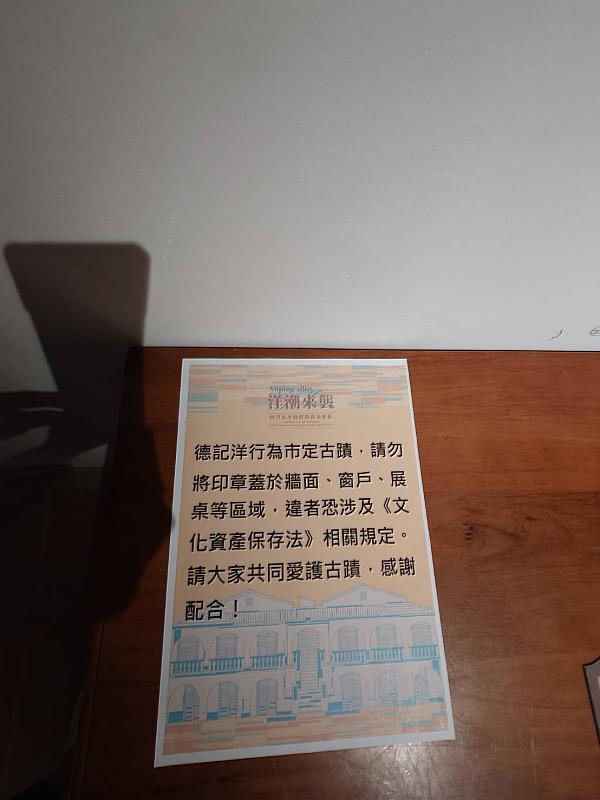 Anping 1865
洋潮來襲
德記洋行為市定古蹟，請勿
將印章蓋於牆面、窗戶、展
桌等區域，違者恐涉及《文
化資產保存法》相關規定。
請大家共同愛護古蹟，感謝
配合！